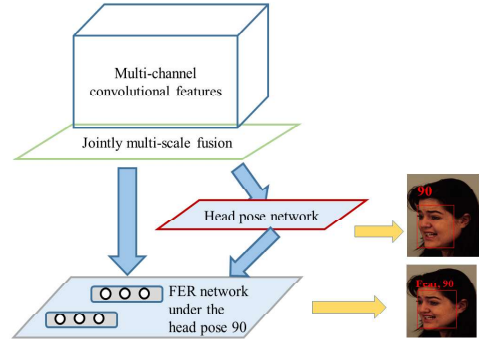 Multi-channel
convolutional features
Jointly multi-scale fusion
90
Head pose network
FER network
under the
head pose 90
90